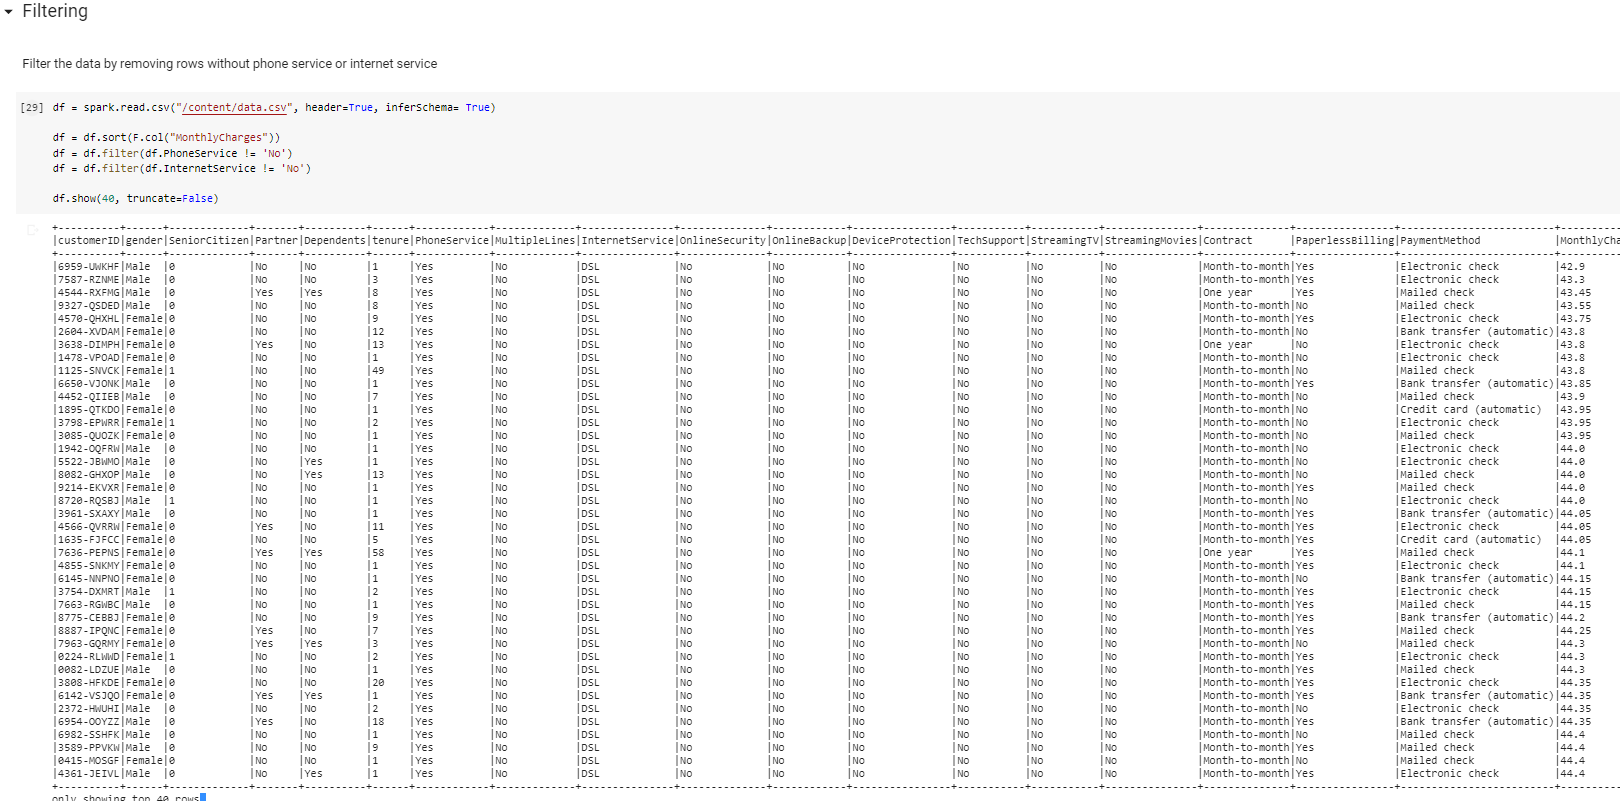 Filtering
Filter the data by removing rows without phone service or internet service
[29] df = spark.read.csv("/content/data.csv", header=True, inferSchema= True)
df = df.sort(F.col("MonthlyCharges"))
df = df.filter(df.PhoneService != 'No')
df = df.filter(df.InternetService != 'No')
df.show(40, truncate=False)
|customerID|gender|SeniorCitizen|Partner|Dependents|tenure|PhoneService|MultipleLines|InternetService|OnlineSecurity|OnlineBackup|DeviceProtection|TechSupport|StreamingTV|StreamingMovies|Contract |PaperlessBilling|PaymentMethod |MonthlyCha
|6959-UWKHF|Male |0 |No |No |1 |Yes |No |DSL |No |No |No |No |No |No |Month-to-month|Yes |Electronic check |42.9
|7587-RZNME|Male |0 |No |No |3 |Yes |No |DSL |No |No |No |No |No |No |Month-to-month|Yes |Electronic check |43.3
|4544-RXFMG|Male |0 |Yes |Yes |8 |Yes |No |DSL |No |No |No |No |No |No |One year |Yes |Mailed check |43.45
|9327-QSDED|Male |0 |No |No |8 |Yes |No |DSL |No |No |No |No |No |No |Month-to-month|No |Mailed check |43.55
|4570-QHXHL|Female|0 |No |No |9 |Yes |No |DSL |No |No |No |No |No |No |Month-to-month|Yes |Electronic check |43.75
|2604-XVDAM|Female|0 |No |No |12 |Yes |No |DSL |No |No |No |No |No |No |Month-to-month|No |Bank transfer (automatic)|43.8
|3638-DIMPH|Female|0 |Yes |No |13 |Yes |No |DSL |No |No |No |No |No |No |One year |No |Electronic check |43.8
|1478-VPOAD|Female|0 |No |No |1 |Yes |No |DSL |No |No |No |No |No |No |Month-to-month|No |Electronic check |43.8
|1125-SNVCK|Female|1 |No |No |49 |Yes |No |DSL |No |No |No |No |No |No |Month-to-month|No |Mailed check |43.8
|6650-VJONK|Male |0 |No |No |1 |Yes |No |DSL |No |No |No |No |No |No |Month-to-month|Yes |Bank transfer (automatic)|43.85
|4452-QIIEB|Male |0 |No |No |7 |Yes |No |DSL |No |No |No |No |No |No |Month-to-month|No |Mailed check |43.9
|1895-QTKDO|Female|0 |No |No |1 |Yes |No |DSL |No |No |No |No |No |No |Month-to-month|No |Credit card (automatic) |43.95
|3798-EPWRR|Female|1 |No |No |2 |Yes |No |DSL |No |No |No |No |No |No |Month-to-month|No |Electronic check |43.95
|3085-QUOZK|Female|0 |No |No |1 |Yes |No |DSL |No |No |No |No |No |No |Month-to-month|No |Mailed check |43.95
|1942-OQFRW|Male |0 |No |No |1 |Yes |No |DSL |No |No |No |No |No |No |Month-to-month|No |Electronic check |44.0
|5522-JBWMO|Male |0 |No |Yes |1 |Yes |No |DSL |No |No |No |No |No |No |Month-to-month|No |Electronic check |44.0
|8082-GHXOP|Male |0 |No |Yes |13 |Yes |No |DSL |No |No |No |No |No |No |Month-to-month|No |Mailed check |44.0
|9214-EKVXR|Female|0 |No |No |1 |Yes |No |DSL |No |No |No |No |No |No |Month-to-month|Yes |Mailed check |44.0
|8720-RQSBJ|Male |1 |No |No |1 |Yes |No |DSL |No |No |No |No |No |No |Month-to-month|No |Electronic check |44.0
|3961-SXAXY|Male |0 |No |No |1 |Yes |No |DSL |No |No |No |No |No |No |Month-to-month|Yes |Bank transfer (automatic)|44.05
|4566-QVRRW|Female|0 |Yes |No |11 |Yes |No |DSL |No |No |No |No |No |No |Month-to-month|Yes |Electronic check |44.05
|1635-FJFCC|Female|0 |No |No |5 |Yes |No |DSL |No |No |No |No |No |No |Month-to-month|Yes |Credit card (automatic) |44.05
|7636-PEPNS|Female|0 |Yes |Yes |58 |Yes |No |DSL |No |No |No |No |No |No |One year |Yes |Mailed check |44.1
|4855-SNKMY|Female|0 |No |No |1 |Yes |No |DSL |No |No |No |No |No |No |Month-to-month|Yes |Electronic check |44.1
|6145-NNPNO|Female|0 |No |No |1 |Yes |No |DSL |No |No |No |No |No |No |Month-to-month|No |Bank transfer (automatic)|44.15
|3754-DXMRT|Male |1 |No |No |2 |Yes |No |DSL |No |No |No |No |No |No |Month-to-month|Yes |Electronic check |44.15
|7663-RGWBC|Male |0 |No |No |1 |Yes |No |DSL |No |No |No |No |No |No |Month-to-month|Yes |Mailed check |44.15
|8775-CEBBJ|Female|0 |No |No |9 |Yes |No |DSL |No |No |No |No |No |No |Month-to-month|Yes |Bank transfer (automatic)|44.2
|8887-IPQNC|Female|0 |Yes |No |7 |Yes |No |DSL |No |No |No |No |No |No |Month-to-month|Yes |Mailed check |44.25
|7963-GQRMY|Female|0 |Yes |Yes |3 |Yes |No |DSL |No |No |No |No |No |No |Month-to-month|No |Mailed check |44.3
|0224-RLWWD|Female|1 |No |No |2 |Yes |No |DSL |No |No |No |No |No |No |Month-to-month|Yes |Electronic check |44.3
|0082-LDZUE|Male |0 |No |No |1 |Yes |No |DSL |No |No |No |No |No |No |Month-to-month|Yes |Mailed check |44.3
|3808-HFKDE|Female|0 |No |No |20 |Yes |No |DSL |No |No |No |No |No |No |Month-to-month|Yes |Electronic check |44.35
|6142-VSJQO|Female|0 |Yes |Yes |1 |Yes |No |DSL |No |No |No |No |No |No |Month-to-month|Yes |Bank transfer (automatic)|44.35
|2372-HWUHI|Male |0 |No |No |2 |Yes |No |DSL |No |No |No |No |No |No |Month-to-month|No |Electronic check |44.35
|6954-OOYZZ|Male |0 |Yes |No |18 |Yes |No |DSL |No |No |No |No |No |No |Month-to-month|Yes |Bank transfer (automatic)|44.35
|6982-SSHFK|Male |0 |No |No |1 |Yes |No |DSL |No |No |No |No |No |No |Month-to-month|No |Mailed check |44.4
|3589-PPVKW|Male |0 |No |No |9 |Yes |No |DSL |No |No |No |No |No |No |Month-to-month|Yes |Mailed check |44.4
|0415-MOSGF|Female|0 |No |No |1 |Yes |No |DSL |No |No |No |No |No |No |Month-to-month|No |Mailed check |44.4
|4361-JEIVL|Male |0 |No |Yes |1 |Yes |No |DSL |No |No |No |No |No |No |Month-to-month|Yes |Electronic check |44.4
only showing top 40 rows